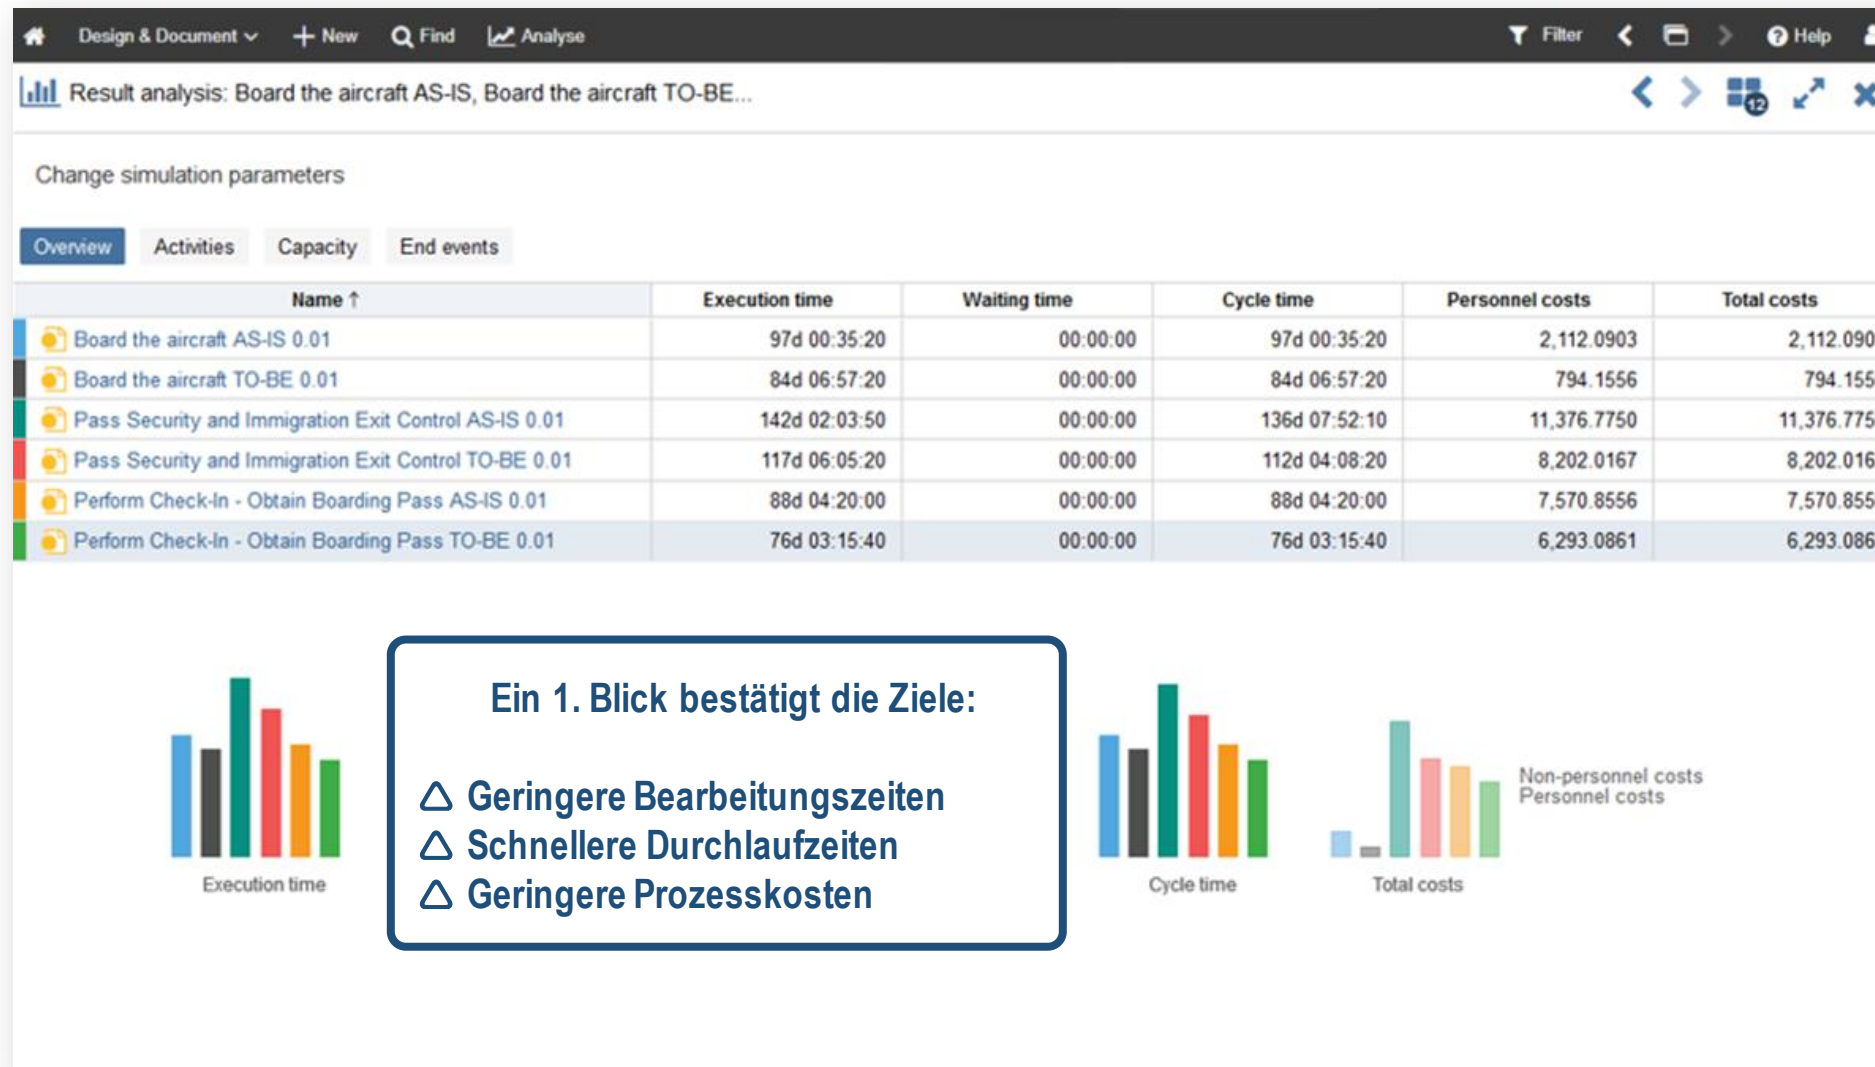 Design & Document New Find Analyse Filter Help
Result analysis: Board the aircraft AS-IS, Board the aircraft TO-BE...
12
Change simulation parameters
Overview Activities Capacity End events
Name ↑ Execution time Waiting time Cycle time Personnel costs Total costs
Board the aircraft AS-IS 0.01 97d 00:35:20 00:00:00 97d 00:35:20 2,112.0903 2,112.090
Board the aircraft TO-BE 0.01 84d 06:57:20 00:00:00 84d 06:57:20 794.1556 794.155
Pass Security and Immigration Exit Control AS-IS 0.01 142d 02:03:50 00:00:00 136d 07:52:10 11,376.7750 11,376.775
Pass Security and Immigration Exit Control TO-BE 0.01 117d 06:05:20 00:00:00 112d 04:08:20 8,202.0167 8,202.016
Perform Check-In - Obtain Boarding Pass AS-IS 0.01 88d 04:20:00 00:00:00 88d 04:20:00 7,570.8556 7,570.855
Perform Check-In - Obtain Boarding Pass TO-BE 0.01 76d 03:15:40 00:00:00 76d 03:15:40 6,293.0861 6,293.086
Ein 1. Blick bestätigt die Ziele:
Geringere Bearbeitungszeiten
Schnellere Durchlaufzeiten
Geringere Prozesskosten
Non-personnel costs
Personnel costs
Execution time Cycle time Total costs